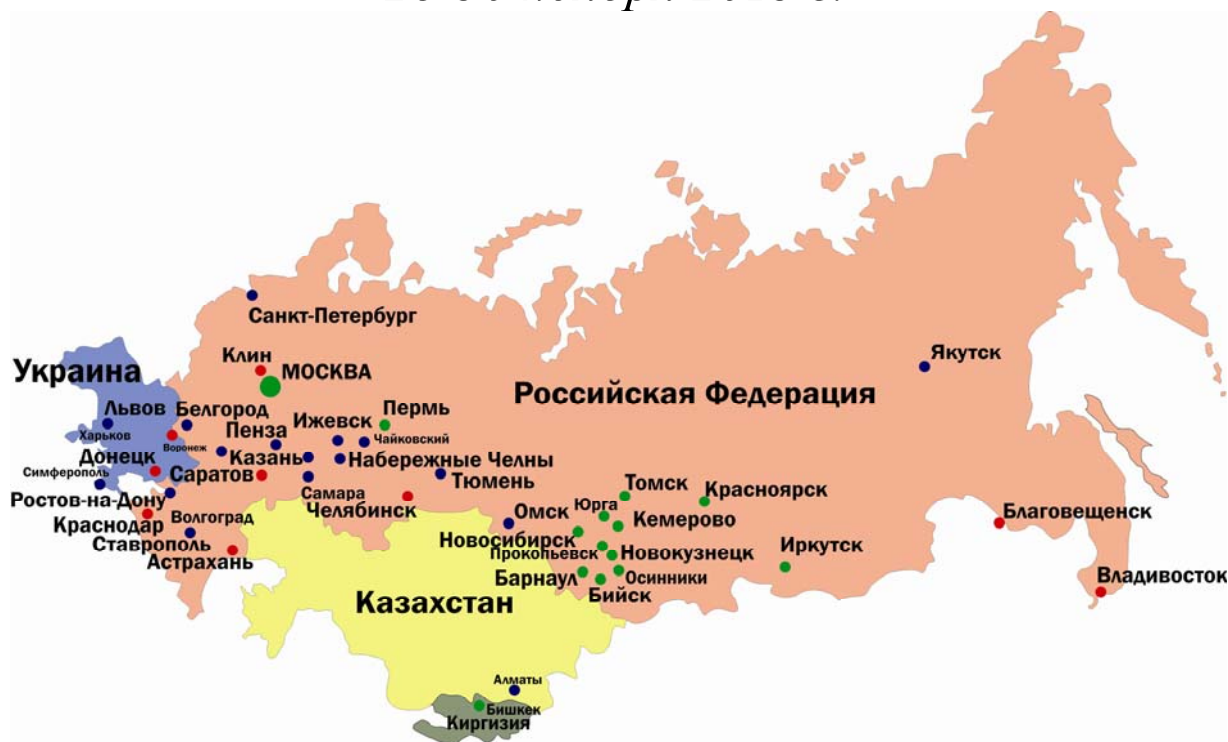 Санкт-Петербург
Клин
МОСКВА
Украина
Якутск
Российская Федерация
Львов
Белгород
Пермь
Харьков
Ижевск
Чайковский
Воронеж
Пенза
Донецк
Казань
Набережные Челны
Симферополь
Саратов
Тюмень
Ростов-на-Дону
Самара
Томск
Красноярск
Краснодар
Волгоград
Челябинск
Омск
Юрга
Кемерово
Благовещенск
Ставрополь
Новосибирск
Прокопьевск
Новокузнецк
Иркутск
Астрахань
Барнаул
Осинники
Владивосток
Казахстан
Бийск
Алматы
Бишкек
Киргизия